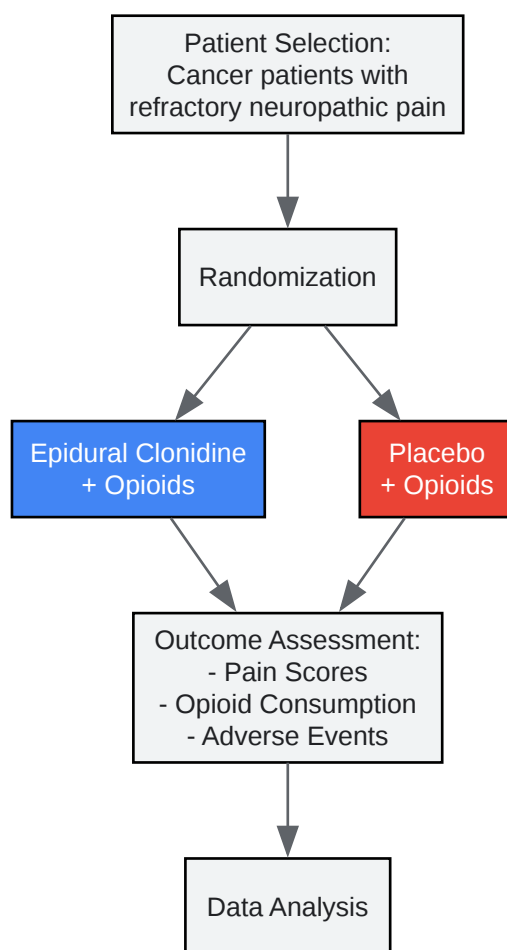 Patient Selection:
Cancer patients with
refractory neuropathic pain
Randomization
Epidural Clonidine
+ Opioids
Placebo
+ Opioids
Outcome Assessment:
- Pain Scores
- Opioid Consumption
- Adverse Events
Data Analysis